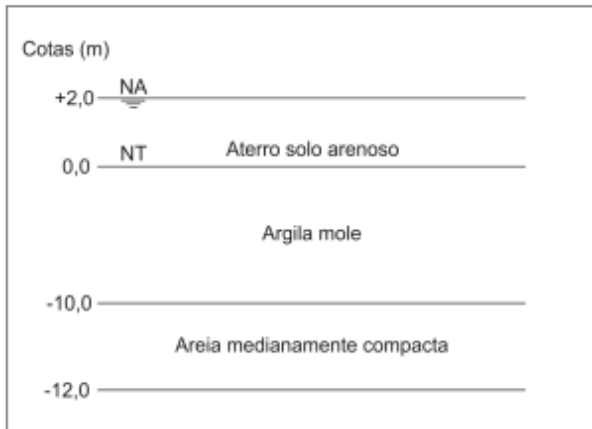 Cotas (m)
+2,0 NA
Aterro solo arenoso
0,0 NT
Argila mole
-10,0
Areia medianamente compacta
-12,0